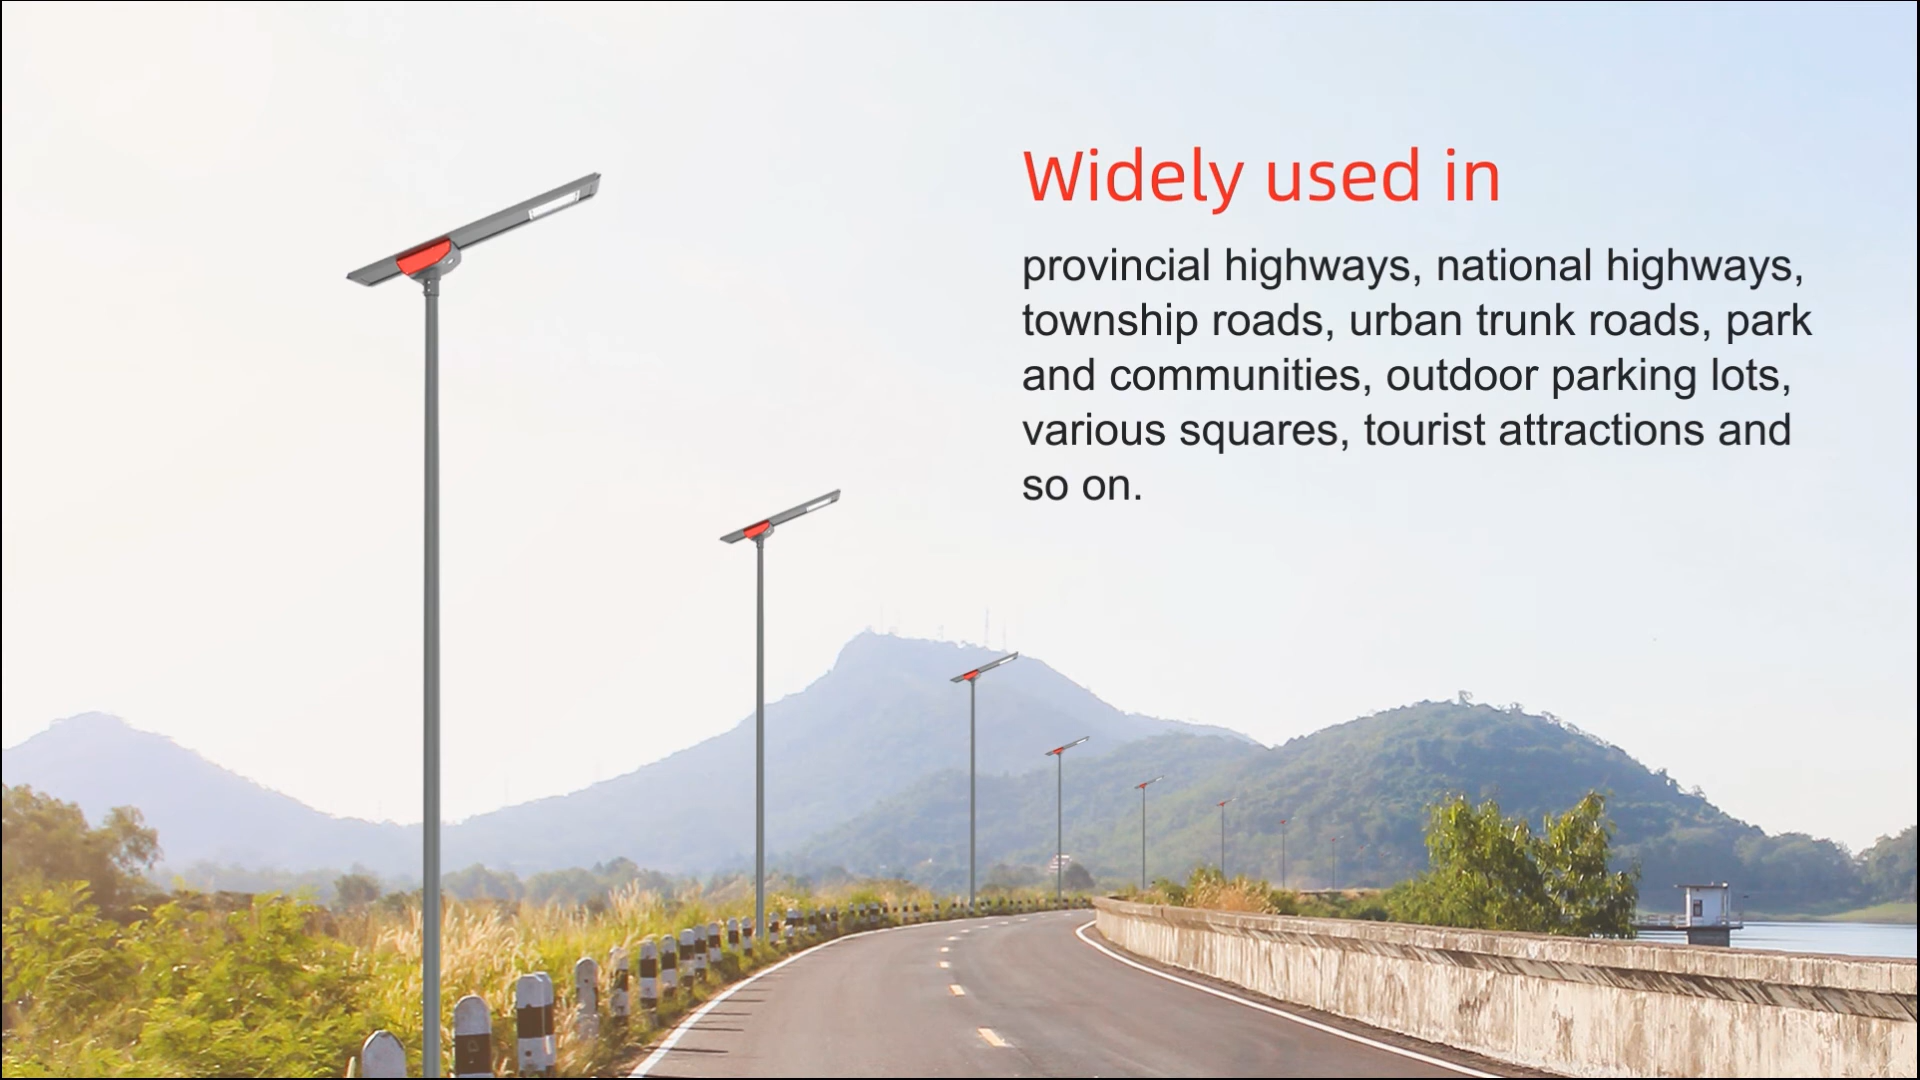 Widely used in
provincial highways, national highways,
township roads, urban trunk roads, park
and communities, outdoor parking lots,
various squares, tourist attractions and
so on.